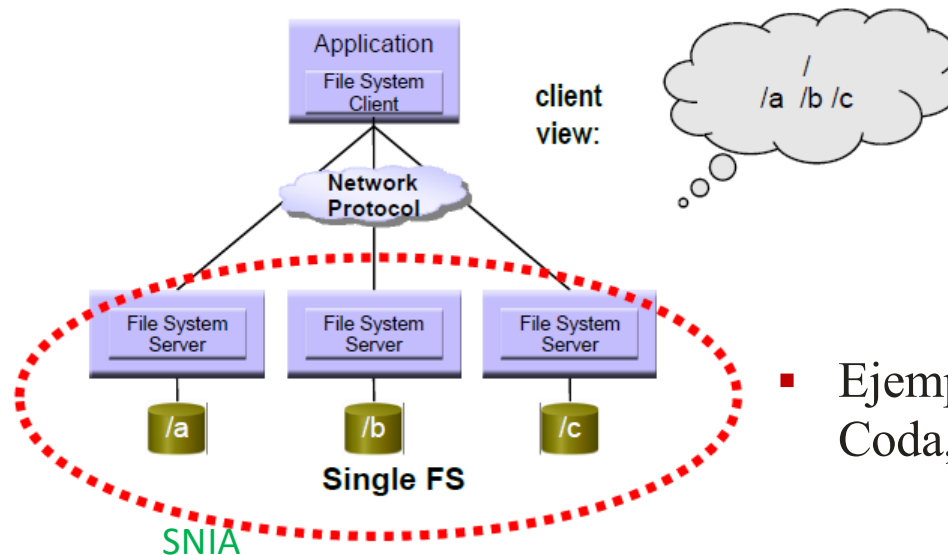 Application
File System
Client
client
view:
/
/a /b /c
Network
Protocol
File System
Server
File System
Server
File System
Server
/a
/b
/c
Single FS
SNIA
Coda,